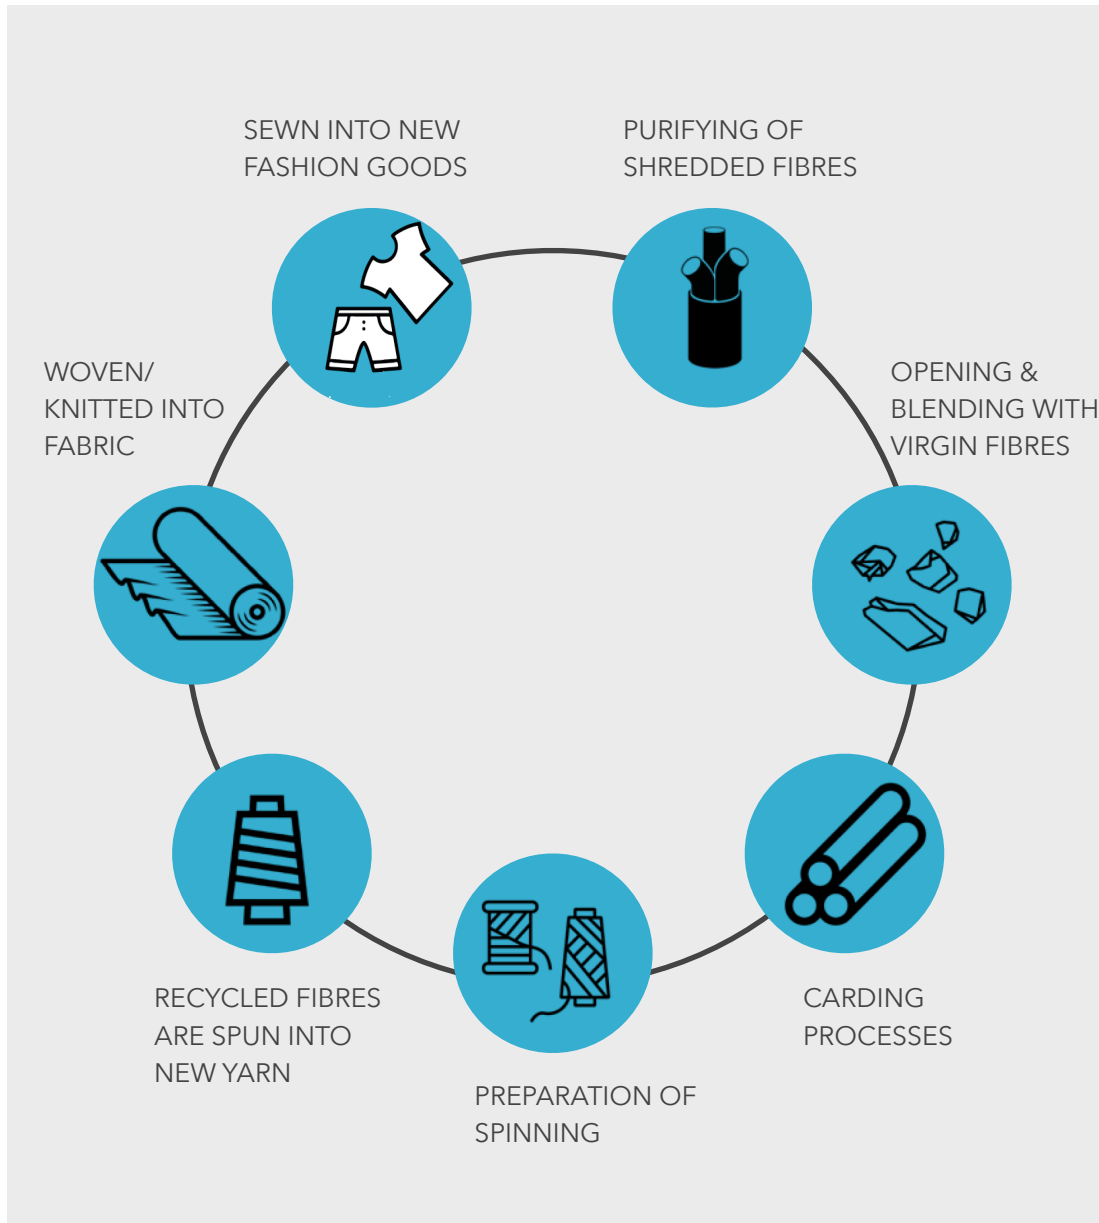 SEWN INTO NEW
FASHION GOODS
PURIFYING OF
SHREDDED FIBRES
OPENING &
BLENDING WITH
VIRGIN FIBRES
CARDING
PROCESSES
PREPARATION OF
SPINNING
RECYCLED FIBRES
ARE SPUN INTO
NEW YARN
WOVEN/
KNITTED INTO
FABRIC